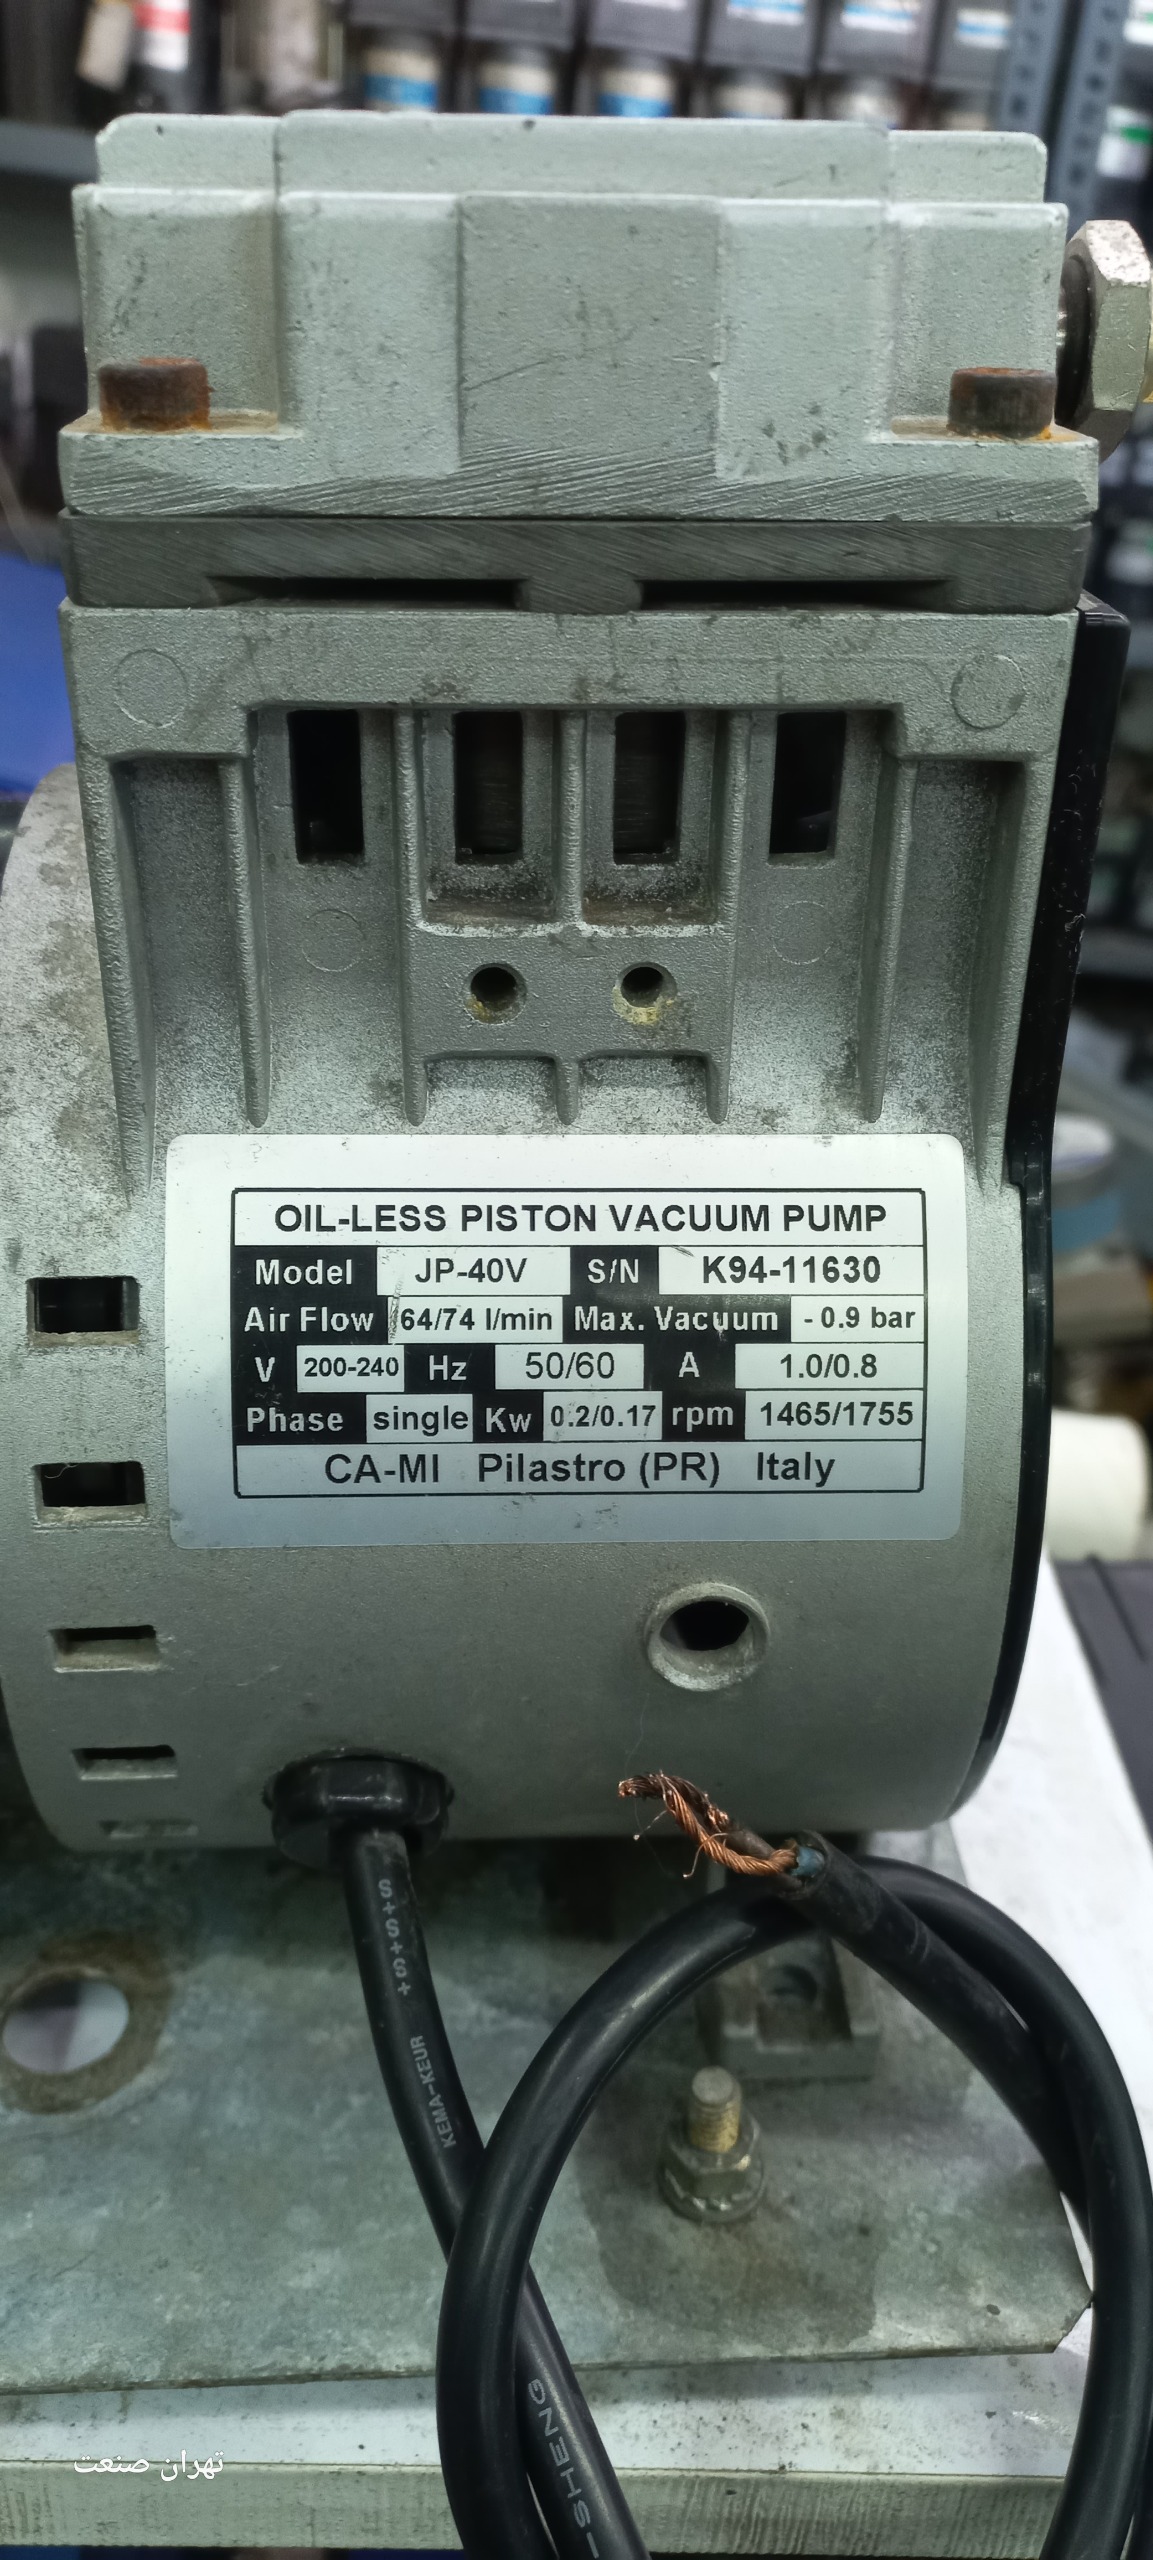 OIL-LESS PISTON VACUUM PUMP
Model JP-40V S/N K94-11630
Air Flow 64/74 l/min Max. Vacuum - 0.9 bar
V 200-240 Hz 50/60 A 1.0/0.8
Phase single Kw 0.2/0.17 rpm 1465/1755
CA-MI Pilastro (PR) Italy
S+S+S+S+
KEMA-KEUR
I-SHENG
تهران صنعت